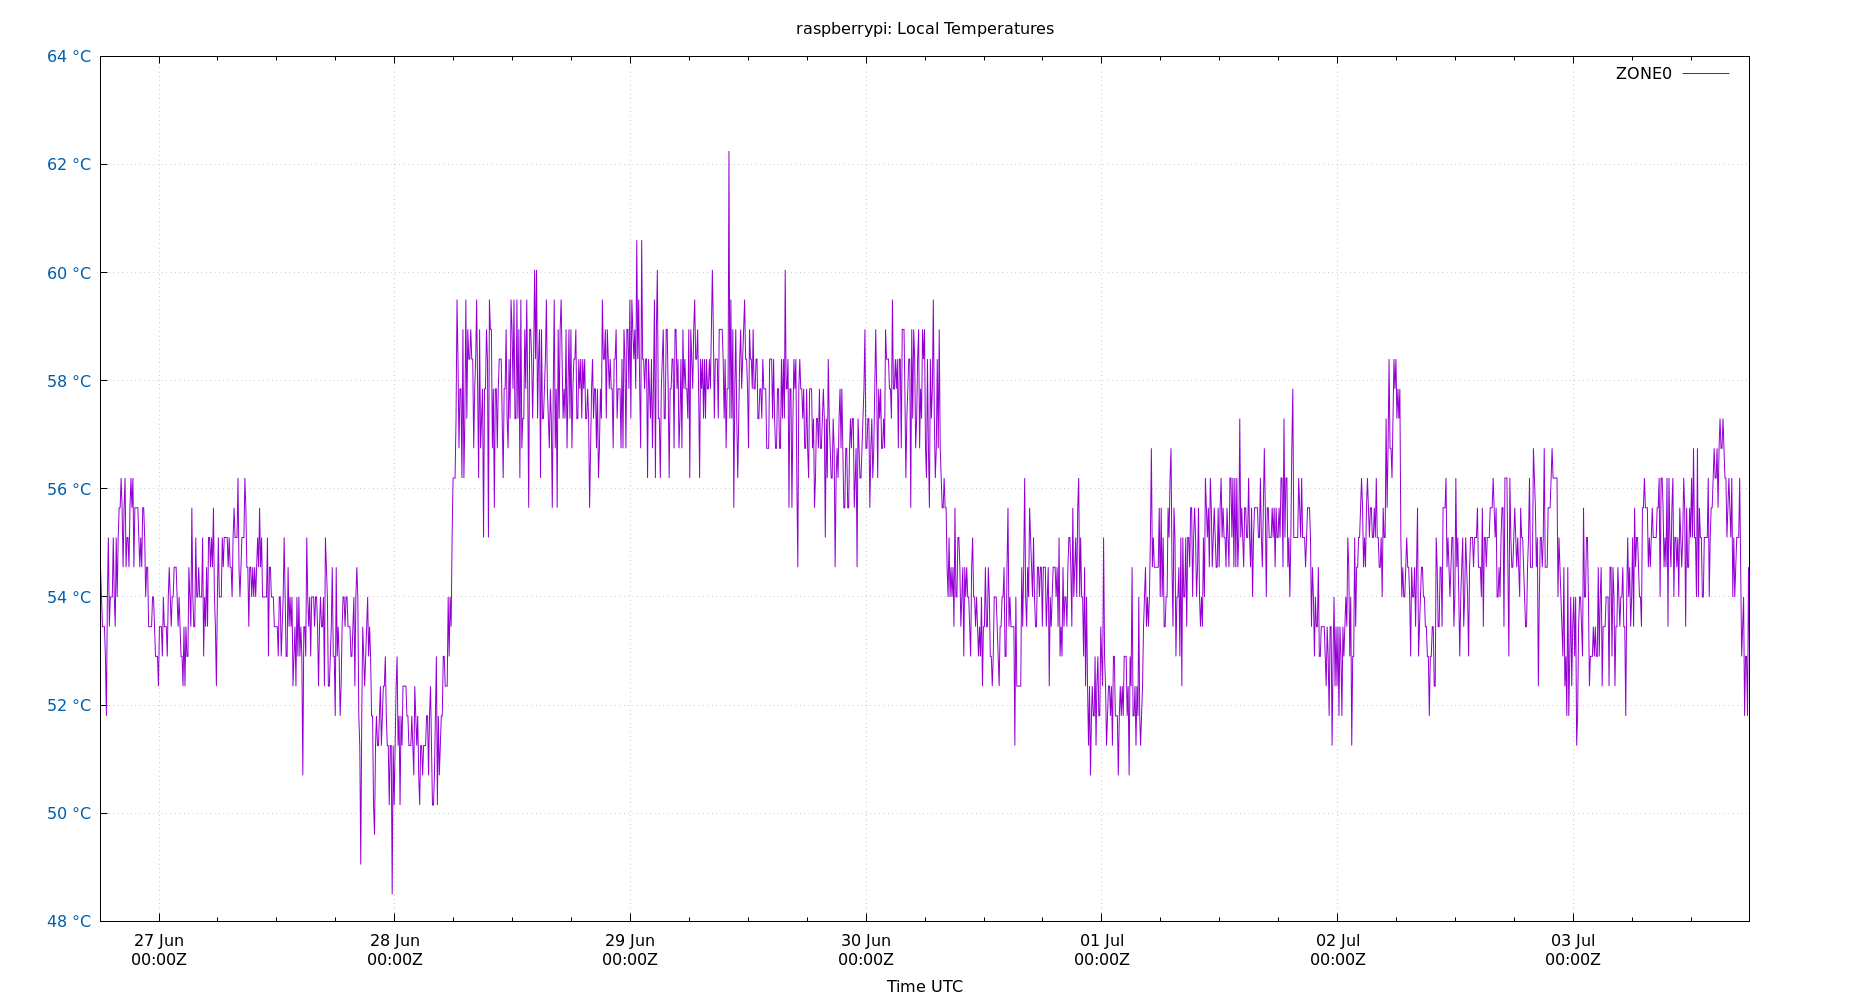 raspberrypi: Local Temperatures
64 °C
ZONE0
62 °C
60 °C
58 °C
56 °C
54 °C
52 °C
50 °C
48 °C
27 Jun 28 Jun 29 Jun 30 Jun 01 Jul 02 Jul 03 Jul
00:00Z 00:00Z 00:00Z 00:00Z 00:00Z 00:00Z 00:00Z
Time UTC